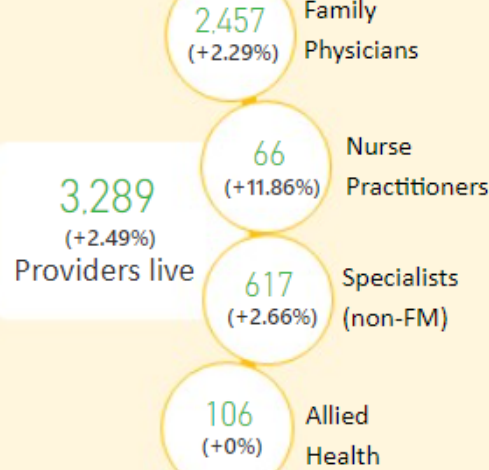 2,457
(+2.29%)
Family
Physicians
66
(+11.86%)
Nurse
Practitioners
3,289
(+2.49%)
Providers live
617
(+2.66%)
Specialists
(non-FM)
106
(+0%)
Allied
Health